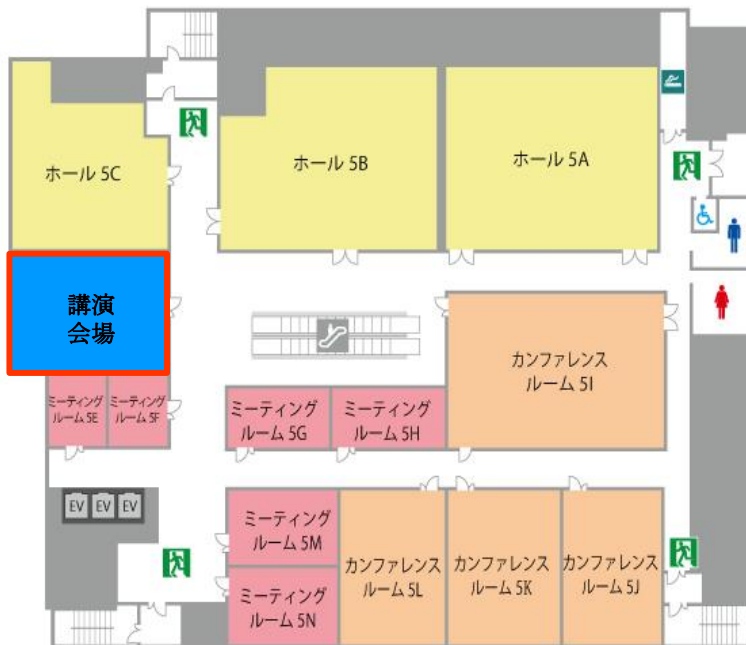 ホール 5C
ホール 5B
ホール 5A
講演
会場
カンファレンス
ルーム 5I
ミーティング
ルーム 5E
ミーティング
ルーム 5F
ミーティング
ルーム 5G
ミーティング
ルーム 5H
EV
EV
EV
ミーティング
ルーム 5M
ミーティング
ルーム 5N
カンファレンス
ルーム 5L
カンファレンス
ルーム 5K
カンファレンス
ルーム 5J